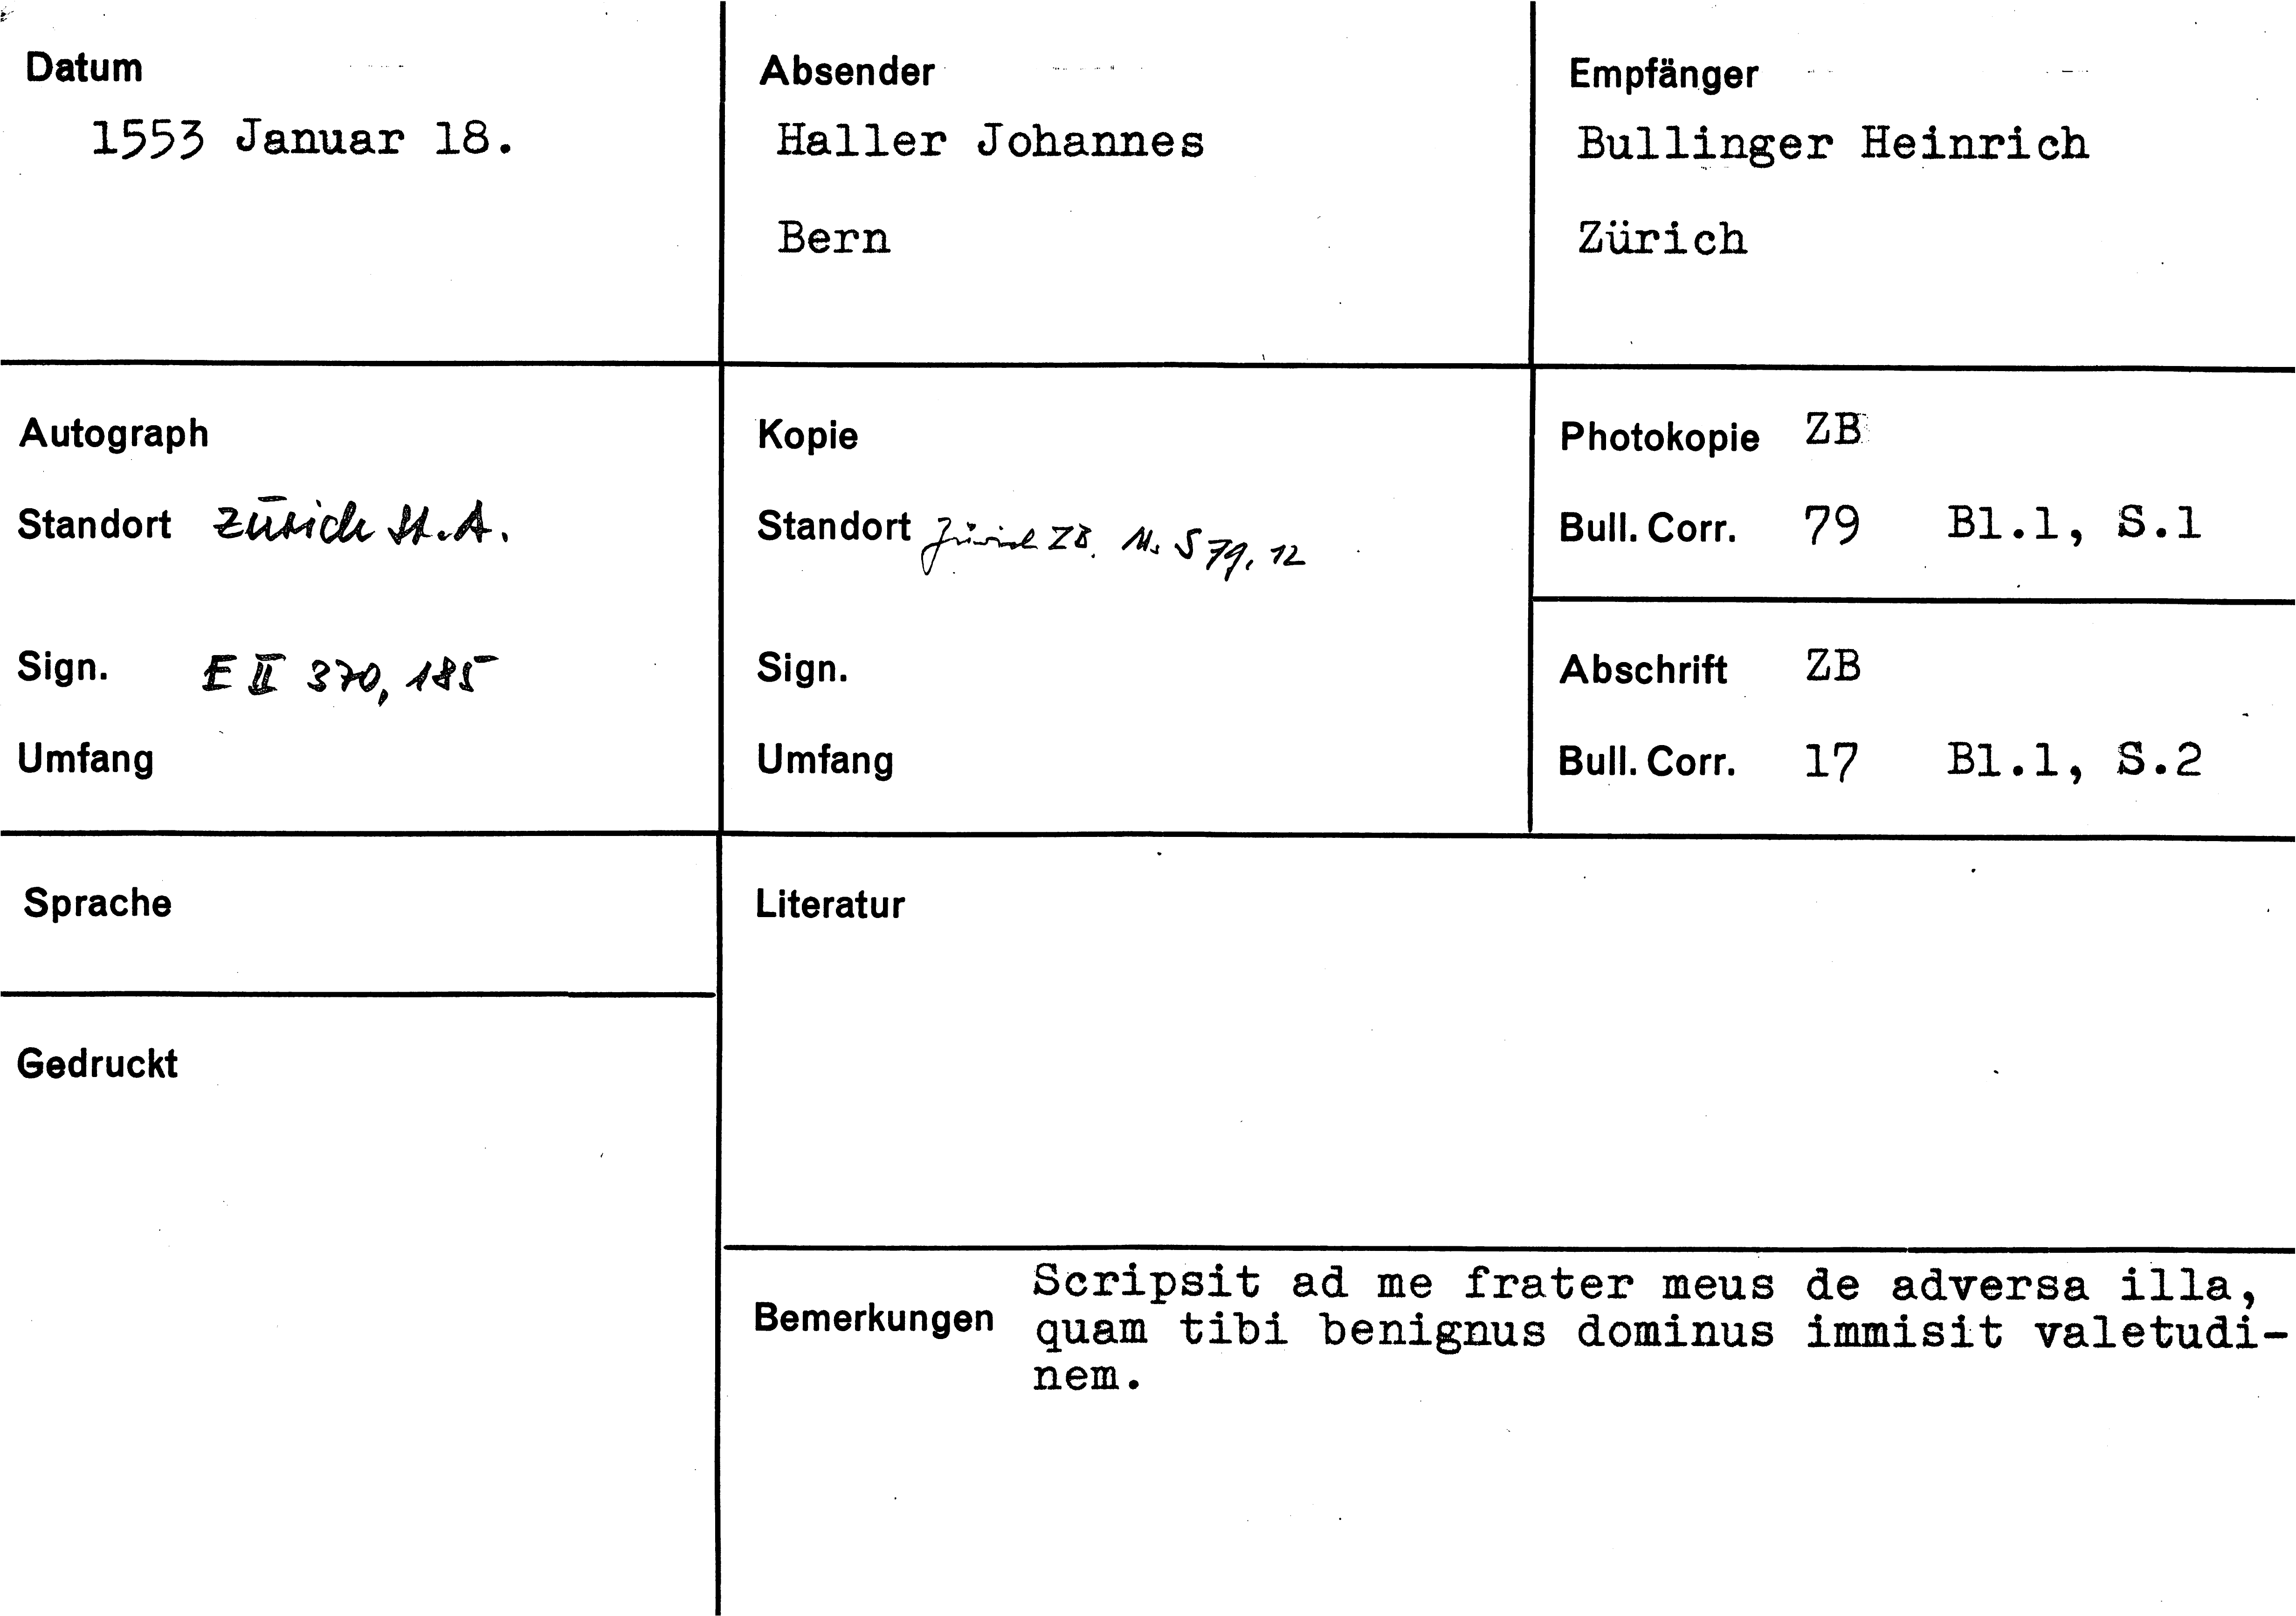 Datum
1553 Januar 18.
Absender
Haller Johannes
Bern
Empfänger
Bullinger Heinrich
Zürich
Autograph
Standort Zürich St.A.
Sign. E II 370, 185
Umfang
Kopie
Standort Zürich ZB. Ms S 79, 12
Sign.
Umfang
Photokopie ZB
Bull. Corr. 79 Bl.1, S.1
Abschrift ZB
Bull. Corr. 17 Bl.1, S.2
Sprache
Gedruckt
Literatur
Bemerkungen
Scripsit ad me frater meus de adversa illa,
quam tibi benignus dominus immisit valetudi-
nem.